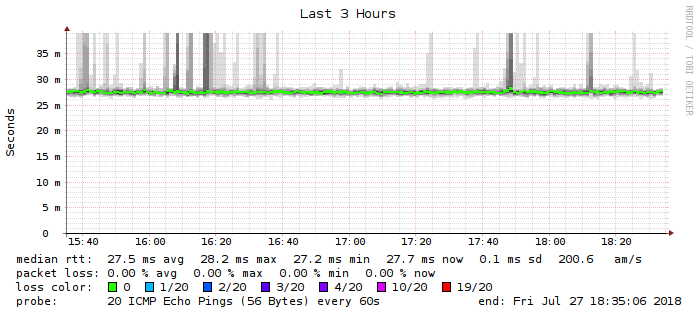 Last 3 Hours
RRDTOOL / TOBI OETIKER
Seconds
35 m
30 m
25 m
20 m
15 m
10 m
5 m
0
15:40 16:00 16:20 16:40 17:00 17:20 17:40 18:00 18:20
median rtt: 27.5 ms avg 28.2 ms max 27.2 ms min 27.7 ms now 0.1 ms sd 200.6 am/s
packet loss: 0.00 % avg 0.00 % max 0.00 % min 0.00 % now
loss color: 0 1/20 2/20 3/20 4/20 10/20 19/20
probe: 20 ICMP Echo Pings (56 Bytes) every 60s end: Fri Jul 27 18:35:06 2018